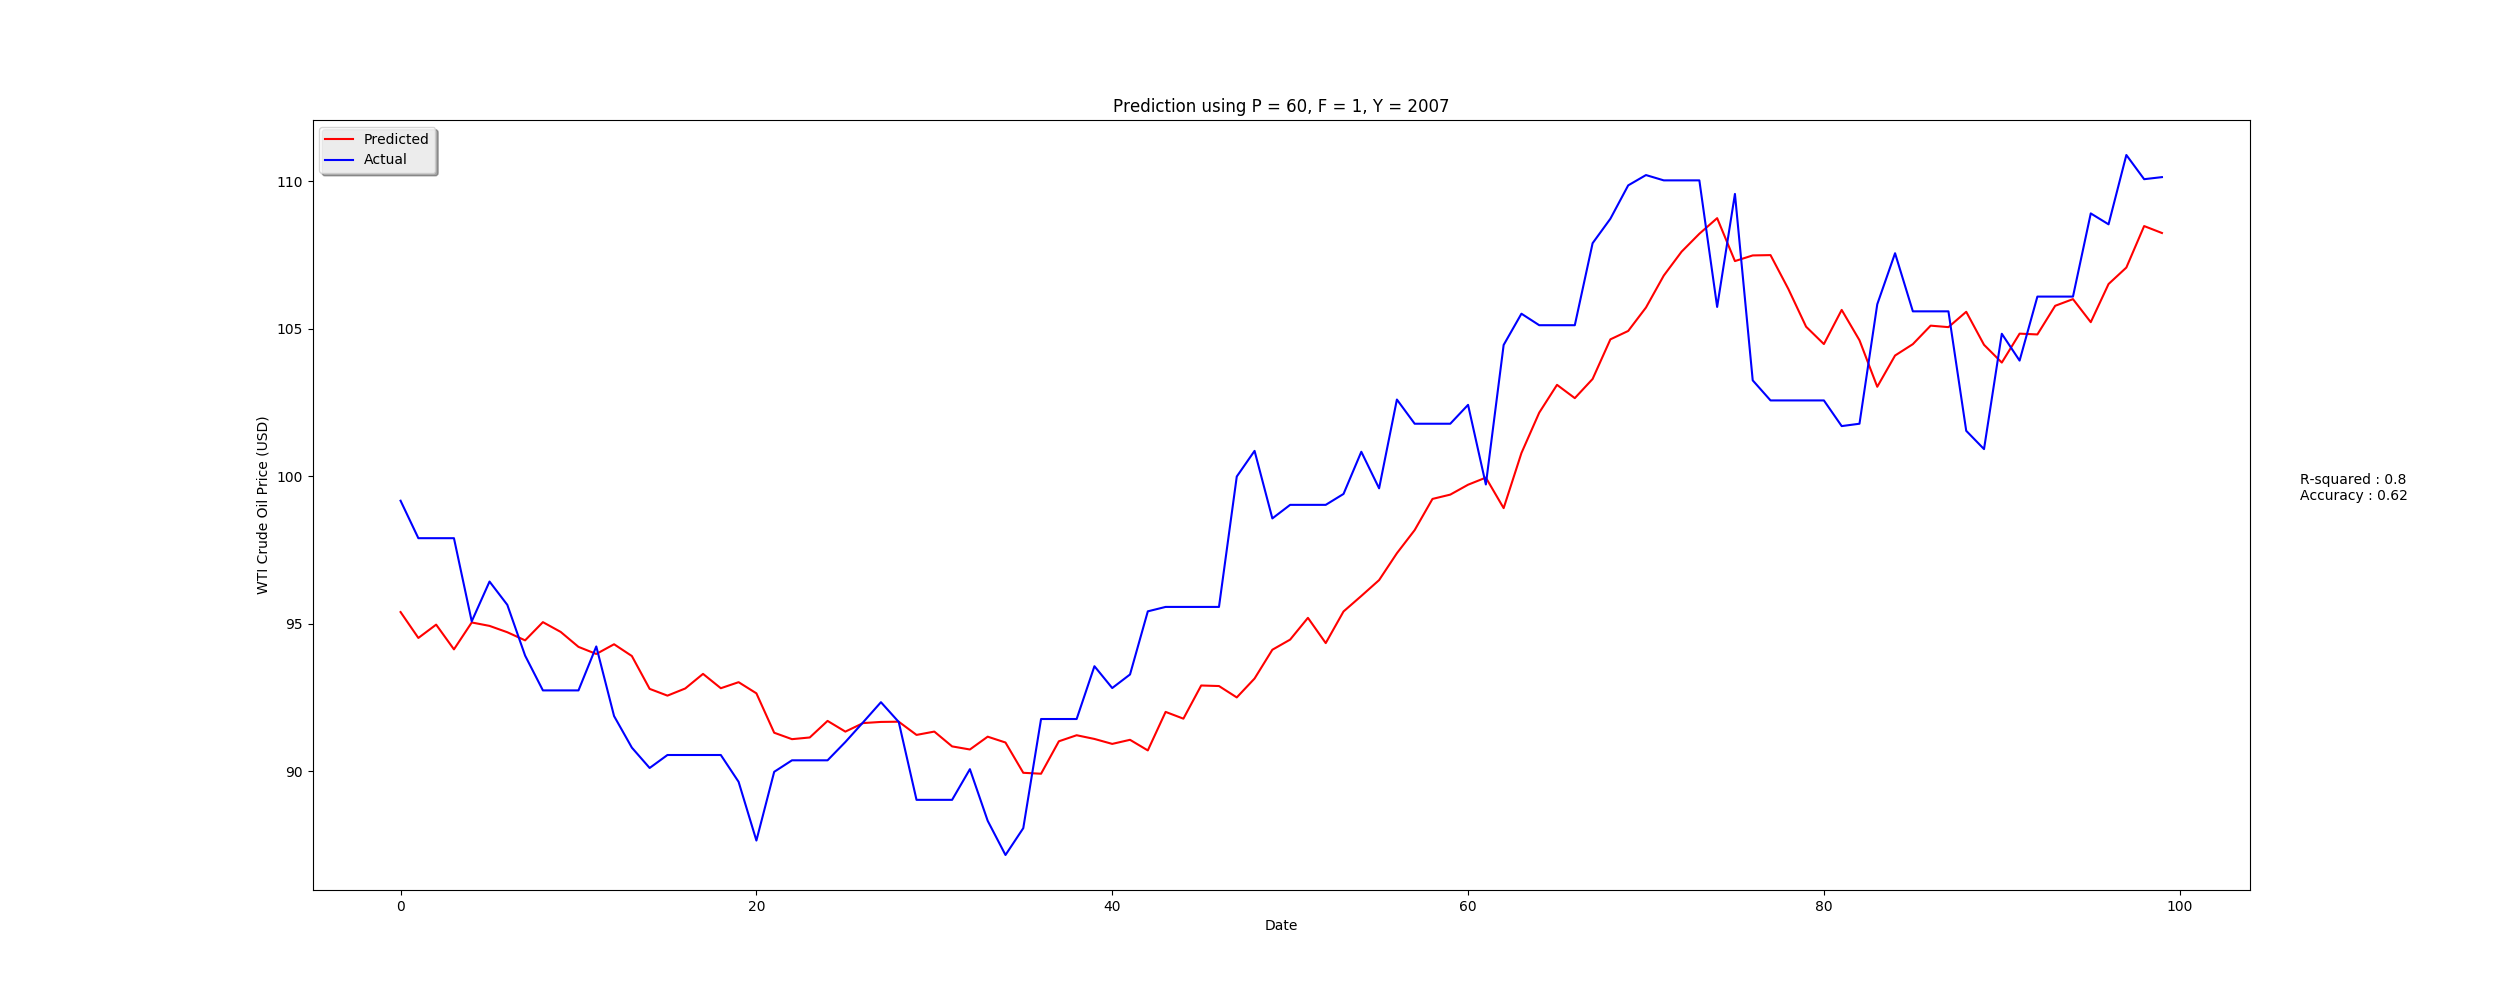 Prediction using P = 60, F = 1, Y = 2007
Predicted
Actual
110
105
100
95
90
WTI Crude Oil Price (USD)
0
20
40
60
80
100
Date
R-squared : 0.8
Accuracy : 0.62